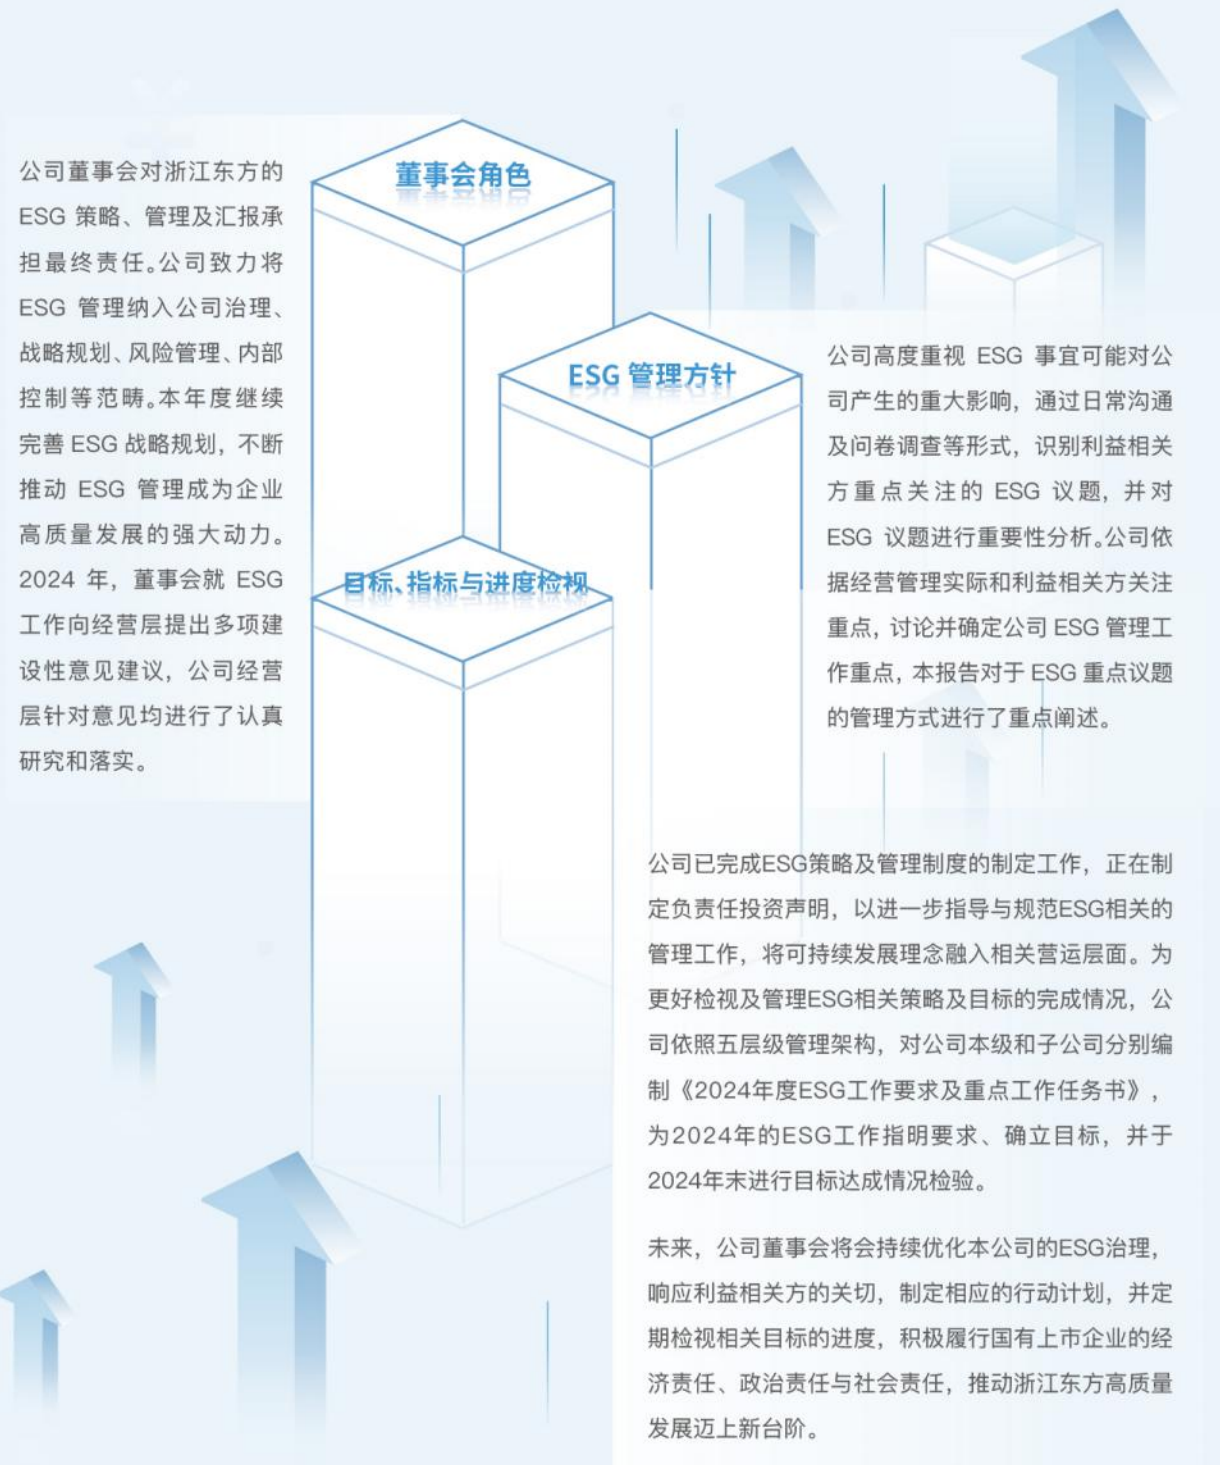 董事会角色
公司董事会对浙江东方的
ESG 策略、管理及汇报承
担最终责任。公司致力将
ESG 管理纳入公司治理、
战略规划、风险管理、内部
控制等范畴。本年度继续
完善 ESG 战略规划，不断
推动 ESG 管理成为企业
高质量发展的强大动力。
2024 年，董事会就 ESG
工作向经营层提出多项建
设性意见建议，公司经营
层针对意见均进行了认真
研究和落实。
ESG 管理方针
公司高度重视 ESG 事宜可能对公
司产生的重大影响，通过日常沟通
及问卷调查等形式，识别利益相关
方重点关注的 ESG 议题，并对
ESG 议题进行重要性分析。公司依
据经营管理实际和利益相关方关注
重点，讨论并确定公司 ESG 管理工
作重点，本报告对于 ESG 重点议题
的管理方式进行了重点阐述。
目标、指标与进度检视
公司已完成ESG策略及管理制度的制定工作，正在制
定负责任投资声明，以进一步指导与规范ESG相关的
管理工作，将可持续发展理念融入相关营运层面。为
更好检视及管理ESG相关策略及目标的完成情况，公
司依照五层级管理架构，对公司本级和子公司分别编
制《2024年度ESG工作要求及重点工作任务书》，
为2024年的ESG工作指明要求、确立目标，并于
2024年末进行目标达成情况检验。
未来，公司董事会将会持续优化本公司的ESG治理，
响应利益相关方的关切，制定相应的行动计划，并定
期检视相关目标的进度，积极履行国有上市企业的经
济责任、政治责任与社会责任，推动浙江东方高质量
发展迈上新台阶。